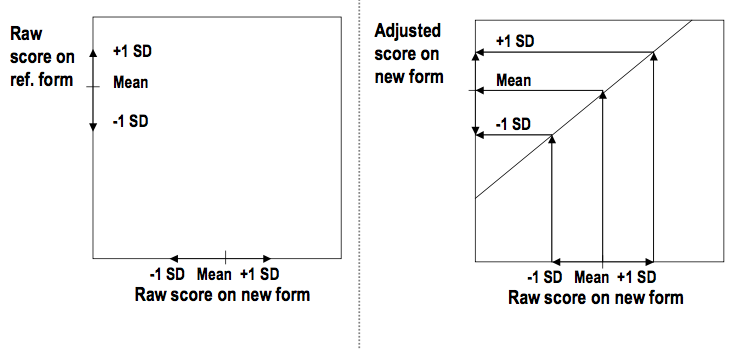 Raw
score on
ref. form
+1 SD
Mean
-1 SD
-1 SD Mean +1 SD
Raw score on new form
Adjusted
score on
new form
+1 SD
Mean
-1 SD
-1 SD Mean +1 SD
Raw score on new form